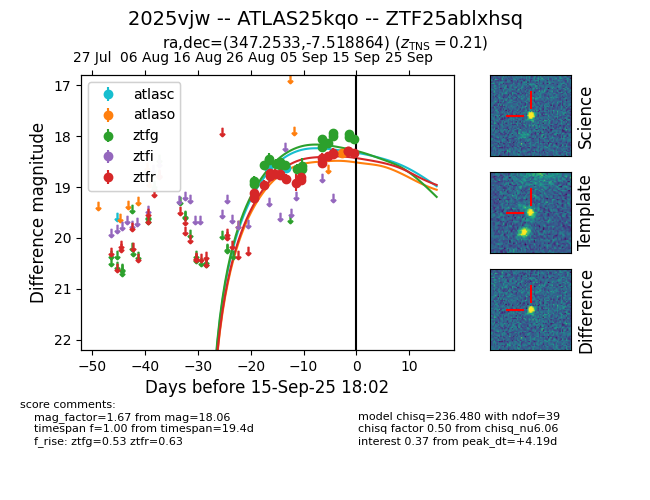 2025vjw -- ATLAS25kqo -- ZTF25ablxhsq
ra,dec=(347.2533,-7.518864) (z_TNS = 0.21)
27 Jul 06 Aug 16 Aug 26 Aug 05 Sep 15 Sep 25 Sep
17
18
19
20
21
22
Difference magnitude
atlasc
atlaso
ztfg
ztfi
ztfr
−50 −40 −30 −20 −10 0 10
Days before 15-Sep-25 18:02
Science
Template
Difference
score comments:
mag_factor=1.67 from mag=18.06
timespan f=1.00 from timespan=19.4d
f_rise: ztfg=0.53 ztfr=0.63
model chisq=236.480 with ndof=39
chisq factor 0.50 from chisq_nu6.06
interest 0.37 from peak_dt=+4.19d